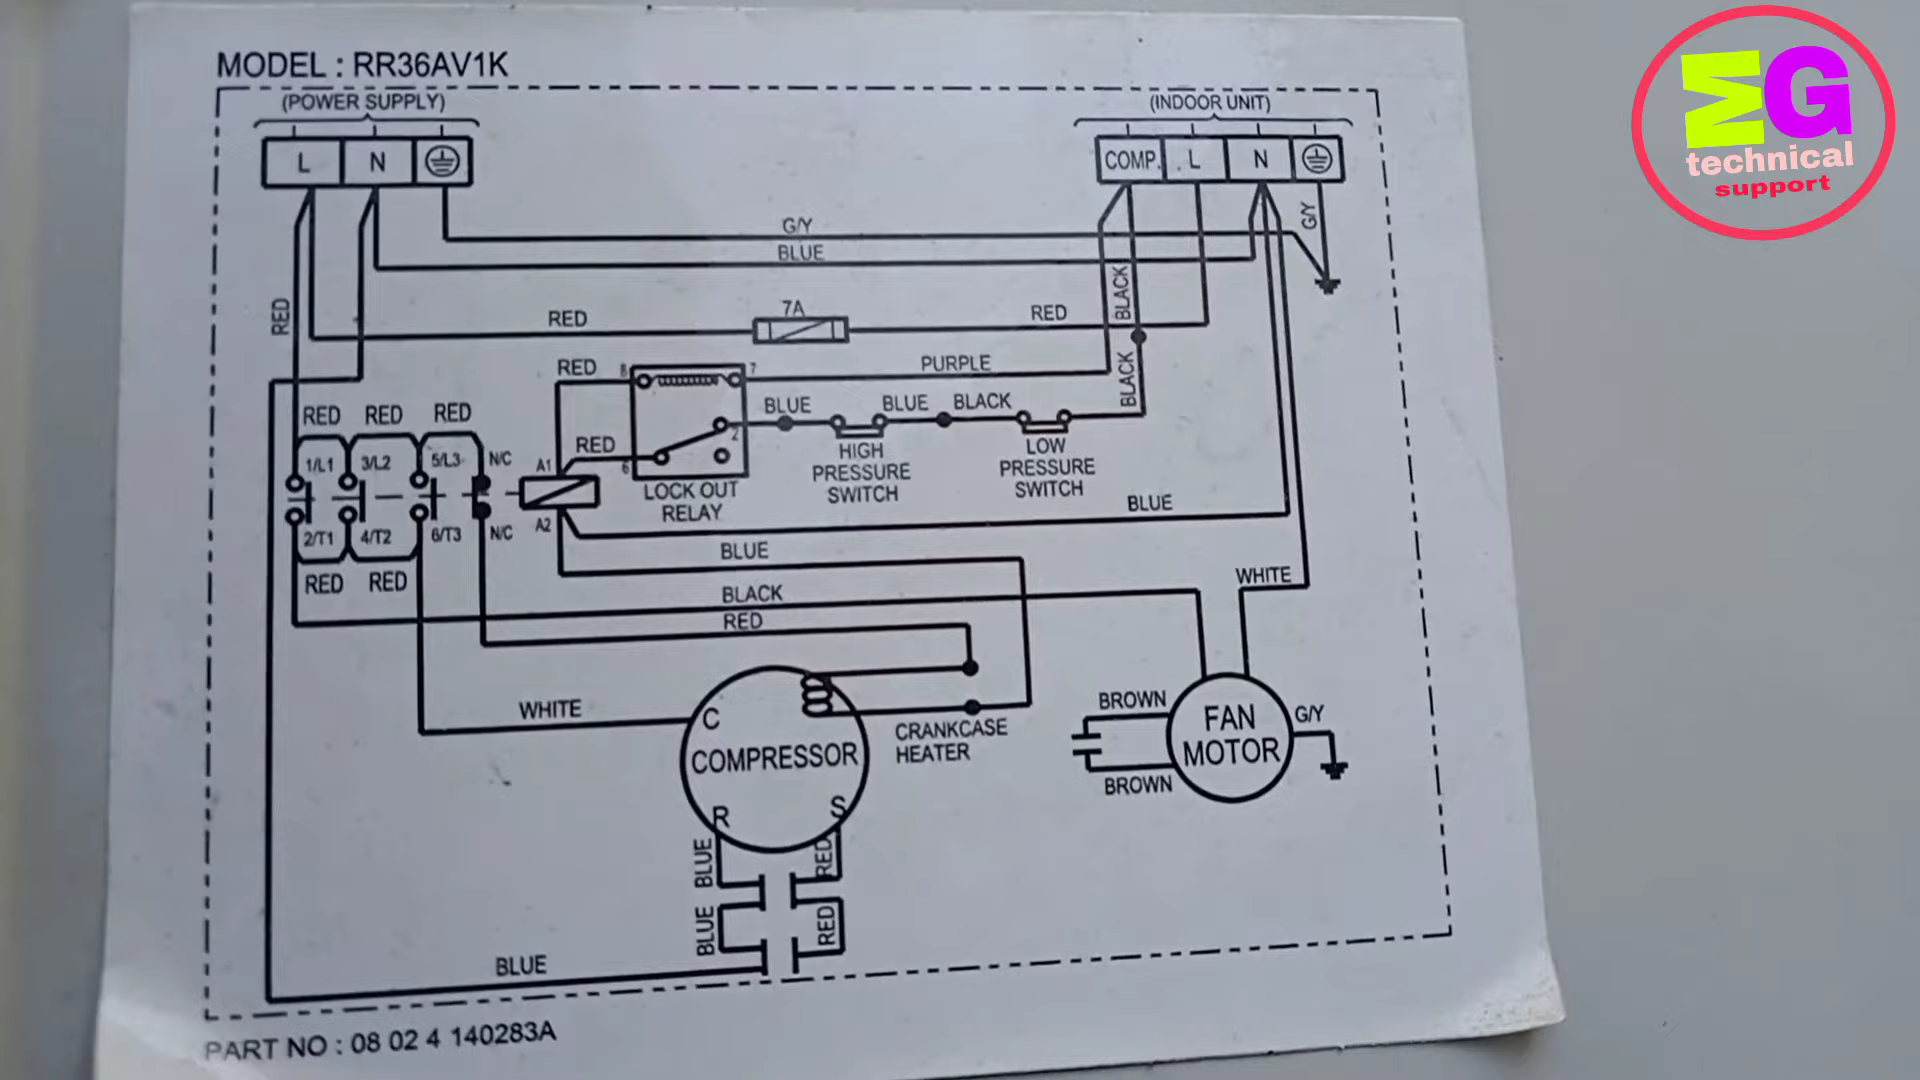 MODEL : RR36AV1K
(POWER SUPPLY)
(INDOOR UNIT)
L N
COMP. L N
G/Y
G/Y
BLUE
RED
BLACK
7A
RED
RED
RED
8
7
PURPLE
BLACK
RED RED RED
BLUE
BLUE
BLACK
2
RED
6
1/L1 3/L2 5/L3 N/C
A1
HIGH
PRESSURE
SWITCH
LOW
PRESSURE
SWITCH
LOCK OUT
RELAY
2/T1 4/T2 6/T3 N/C
A2
BLUE
BLUE
RED RED
WHITE
BLACK
RED
WHITE
C
COMPRESSOR
R
S
CRANKCASE
HEATER
BROWN
FAN
MOTOR
G/Y
BROWN
BLUE
RED
BLUE
RED
BLUE
PART NO : 08 02 4 140283A
MG
technical
support